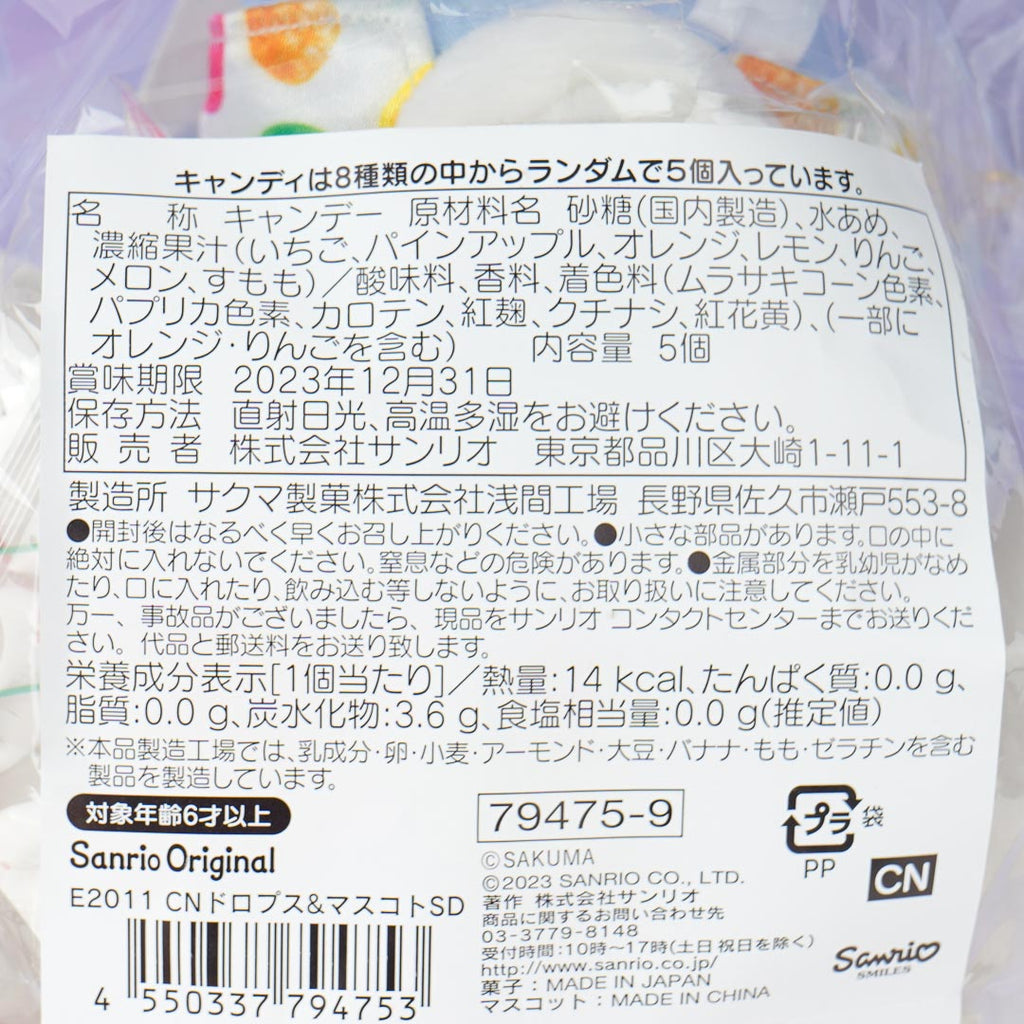 キャンディは8種類の中からランダムで5個入っています。
名　称 キャンデー 原材料名 砂糖(国内製造)、水あめ、
濃縮果汁(いちご、パインアップル、オレンジ、レモン、りんご、
メロン、すもも)／酸味料、香料、着色料(ムラサキコーン色素、
パプリカ色素、カロテン、紅麹、クチナシ、紅花黄)、(一部に
オレンジ・りんごを含む)　内容量 5個
賞味期限 2023年12月31日
保存方法 直射日光、高温多湿をお避けください。
販売者 株式会社サンリオ 東京都品川区大崎1-11-1
製造所 サクマ製菓株式会社浅間工場 長野県佐久市瀬戸553-8
●開封後はなるべく早くお召し上がりください。●小さな部品があります。口の中に
絶対に入れないでください。窒息などの危険があります。●金属部分を乳幼児がなめ
たり、口に入れたり、飲み込む等しないように、お取り扱いに注意してください。
万一、事故品がございましたら、現品をサンリオ コンタクトセンターまでお送りくだ
さい。代品と郵送料をお送り致します。
栄養成分表示[1個当たり]／熱量:14 kcal、たんぱく質:0.0 g、
脂質:0.0 g、炭水化物:3.6 g、食塩相当量:0.0 g(推定値)
※本品製造工場では、乳成分・卵・小麦・アーモンド・大豆・バナナ・もも・ゼラチンを含む
製品を製造しています。
対象年齢6才以上
Sanrio Original
E2011 CNドロプス&マスコトSD
4 550337 794753
79475-9
©SAKUMA
©2023 SANRIO CO., LTD.
著作 株式会社サンリオ
商品に関するお問い合わせ先
03-3779-8148
受付時間:10時～17時(土日祝日を除く)
http://www.sanrio.co.jp/
菓子：MADE IN JAPAN
マスコット：MADE IN CHINA
プラ 袋
PP
CN
Sanrio
SMILES